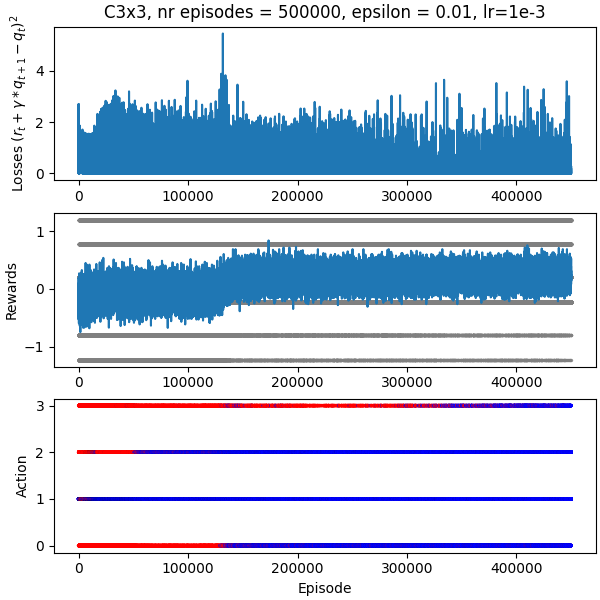 C3x3, nr episodes = 500000, epsilon = 0.01, lr=1e-3
Losses (r_t + γ * q_{t+1} − q_t)^2
4
2
0
0 100000 200000 300000 400000
Rewards
1
0
−1
0 100000 200000 300000 400000
Action
3
2
1
0
0 100000 200000 300000 400000
Episode